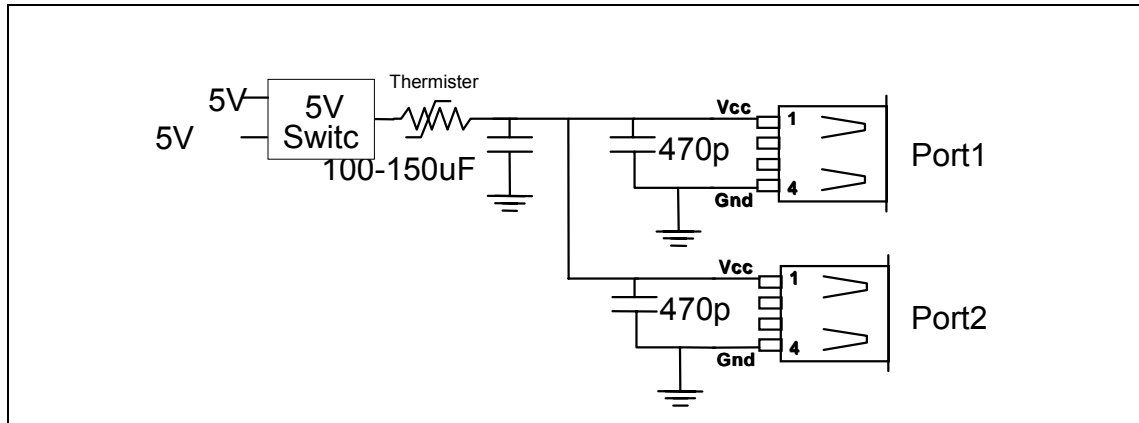 Thermister
5V
5V
5V
Switc
100-150uF
Vcc
1
470p
4
Gnd
Port1
Vcc
1
470p
4
Gnd
Port2